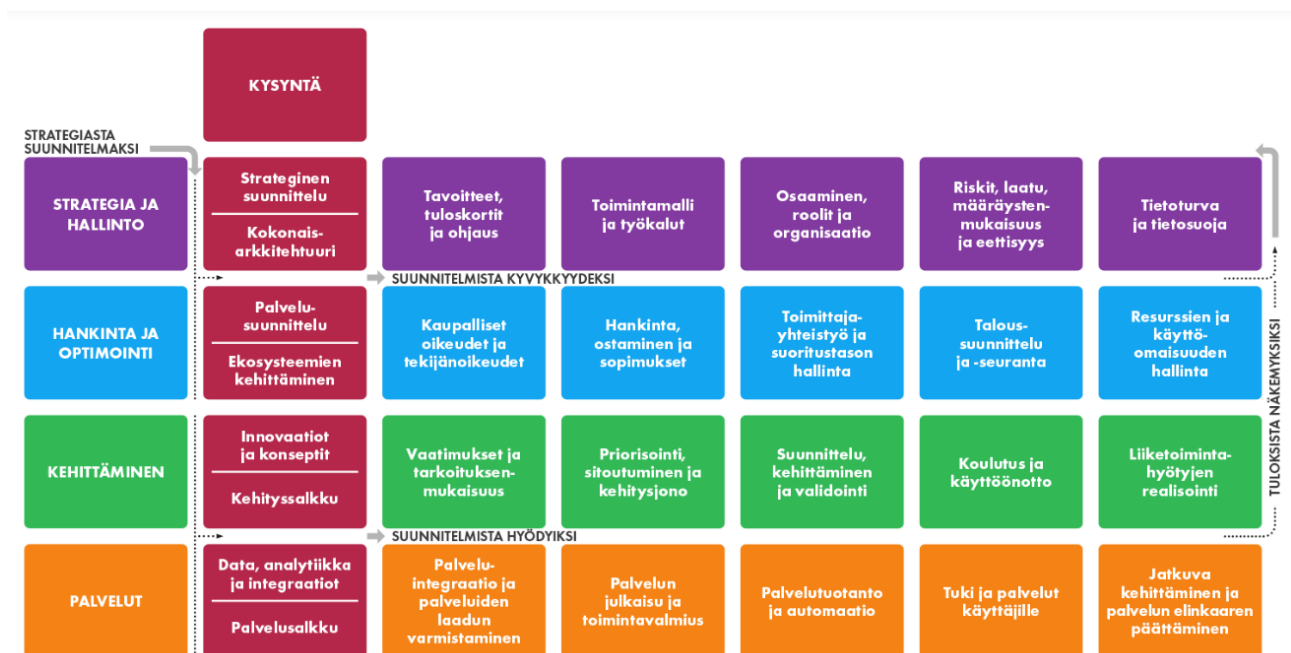 KYSYNTÄ
STRATEGIASTA
SUUNNITELMAKSI
STRATEGIA JA
HALLINTO
Strateginen
suunnittelu
Kokonais-
arkkitehtuuri
Tavoitteet,
tuloskortit
ja ohjaus
Toimintamalli
ja työkalut
Osaaminen,
roolit ja
organisaatio
Riskit, laatu,
määräysten-
mukaisuus
ja eettisyys
Tietoturva
ja tietosuoja
SUUNNITELMISTA KYVYKKYYDEKSI
HANKINTA JA
OPTIMOINTI
Palvelu-
suunnittelu
Ekosysteemien
kehittäminen
Kaupalliset
oikeudet ja
tekijänoikeudet
Hankinta,
ostaminen ja
sopimukset
Toimittaja-
yhteistyö ja
suoritustason
hallinta
Talous-
suunnittelu
ja -seuranta
Resurssien ja
käyttö-
omaisuuden
hallinta
KEHITTÄMINEN
Innovaatiot
ja konseptit
Kehityssalkku
Vaatimukset ja
tarkoituksen-
mukaisuus
Priorisointi,
sitoutuminen ja
kehitysjono
Suunnittelu,
kehittäminen
ja validointi
Koulutus ja
käyttöönotto
Liiketoiminta-
hyötyjen
realisointi
SUUNNITELMISTA HYÖDYIKSI
PALVELUT
Data, analytiikka
ja integraatiot
Palvelusalkku
Palvelu-
integraatio ja
palveluiden
laadun
varmistaminen
Palvelun
julkaisu ja
toimintavalmius
Palvelutuotanto
ja automaatio
Tuki ja palvelut
käyttäjille
Jatkuva
kehittäminen ja
palvelun elinkaaren
päättäminen
TULOKSISTA NÄKEMYKSIKSI